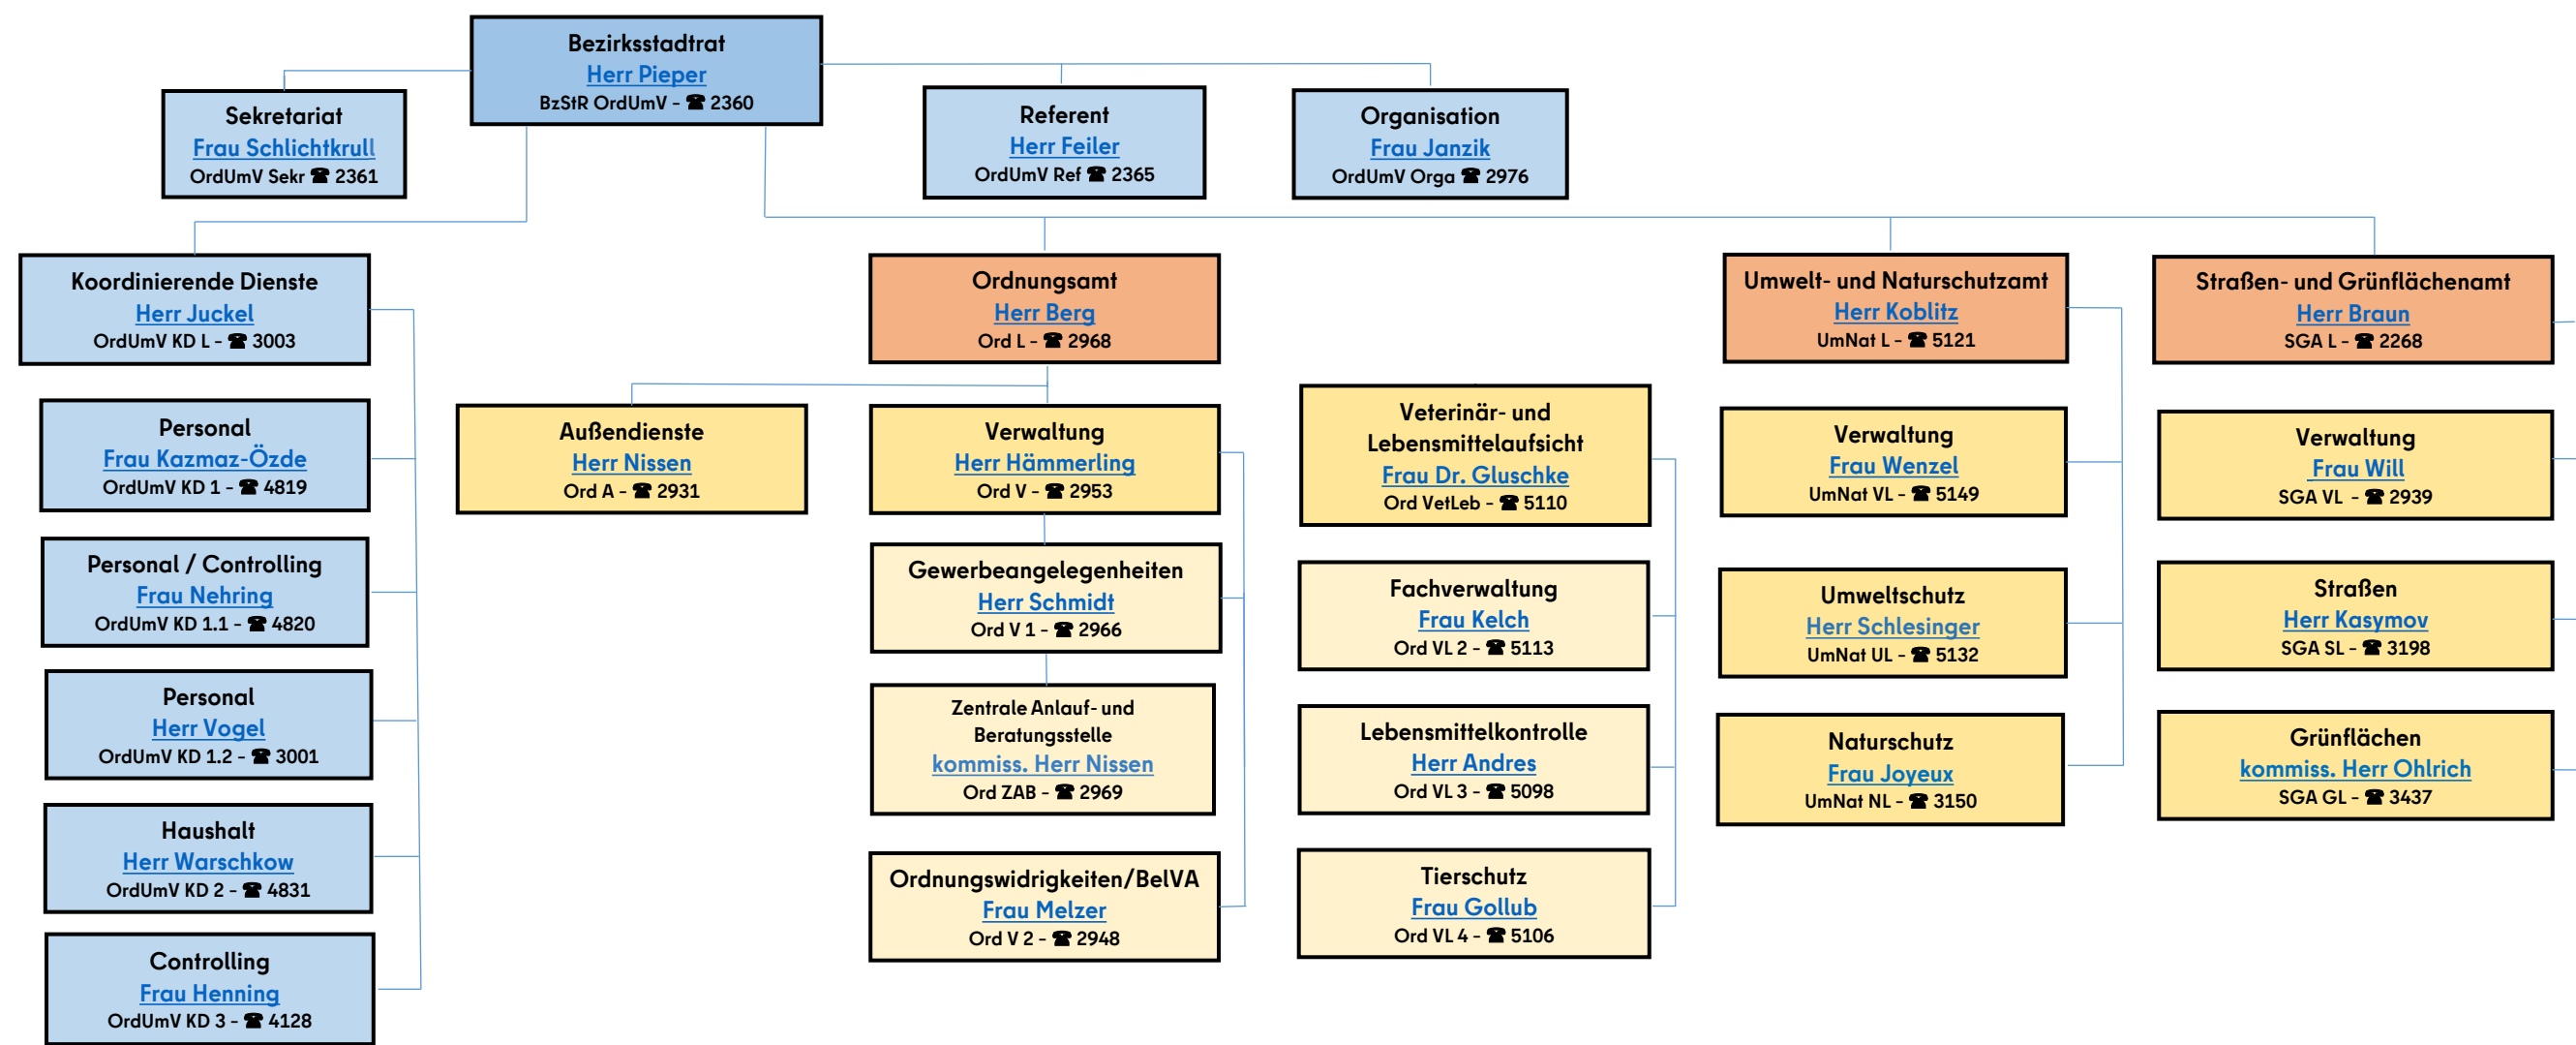 Bezirksstadtrat
Herr Pieper
BzStR OrdUmV - ☎ 2360
Sekretariat
Frau Schlichtkrull
OrdUmV Sekr ☎ 2361
Referent
Herr Feiler
OrdUmV Ref ☎ 2365
Organisation
Frau Janzik
OrdUmV Orga ☎ 2976
Koordinierende Dienste
Herr Juckel
OrdUmV KD L - ☎ 3003
Personal
Frau Kazmaz-Özde
OrdUmV KD 1 - ☎ 4819
Personal / Controlling
Frau Nehring
OrdUmV KD 1.1 - ☎ 4820
Personal
Herr Vogel
OrdUmV KD 1.2 - ☎ 3001
Haushalt
Herr Warschkow
OrdUmV KD 2 - ☎ 4831
Controlling
Frau Henning
OrdUmV KD 3 - ☎ 4128
Ordnungsamt
Herr Berg
Ord L - ☎ 2968
Außendienste
Herr Nissen
Ord A - ☎ 2931
Verwaltung
Herr Hämmerling
Ord V - ☎ 2953
Gewerbeangelegenheiten
Herr Schmidt
Ord V 1 - ☎ 2966
Zentrale Anlauf- und
Beratungsstelle
kommiss. Herr Nissen
Ord ZAB - ☎ 2969
Ordnungswidrigkeiten/BelVA
Frau Melzer
Ord V 2 - ☎ 2948
Veterinär- und
Lebensmittelaufsicht
Frau Dr. Gluschke
Ord VetLeb - ☎ 5110
Fachverwaltung
Frau Kelch
Ord VL 2 - ☎ 5113
Lebensmittelkontrolle
Herr Andres
Ord VL 3 - ☎ 5098
Tierschutz
Frau Gollub
Ord VL 4 - ☎ 5106
Umwelt- und Naturschutzamt
Herr Koblitz
UmNat L - ☎ 5121
Verwaltung
Frau Wenzel
UmNat VL - ☎ 5149
Umweltschutz
Herr Schlesinger
UmNat UL - ☎ 5132
Naturschutz
Frau Joyeux
UmNat NL - ☎ 3150
Straßen- und Grünflächenamt
Herr Braun
SGA L - ☎ 2268
Verwaltung
Frau Will
SGA VL - ☎ 2939
Straßen
Herr Kasymov
SGA SL - ☎ 3198
Grünflächen
kommiss. Herr Ohlrich
SGA GL - ☎ 3437